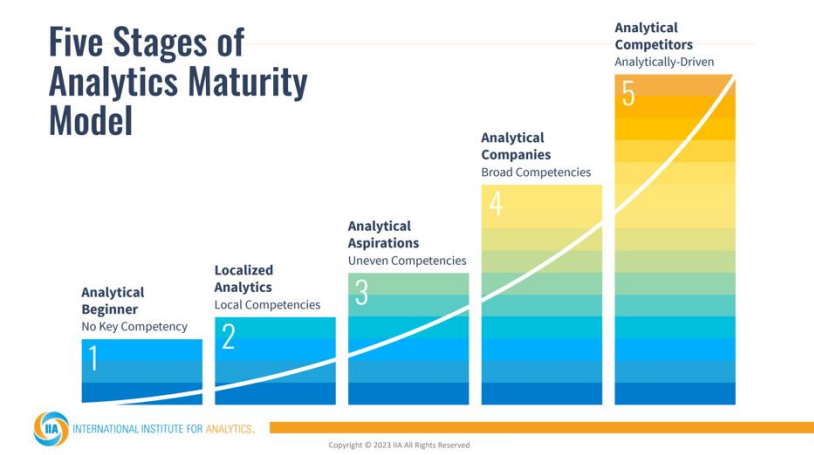 Five Stages of
Analytics Maturity
Model
Analytical
Beginner
No Key Competency
1
Localized
Analytics
Local Competencies
2
Analytical
Aspirations
Uneven Competencies
3
Analytical
Companies
Broad Competencies
4
Analytical
Competitors
Analytically-Driven
5
IIA
INTERNATIONAL INSTITUTE FOR ANALYTICS.
Copyright © 2023 IIA All Rights Reserved